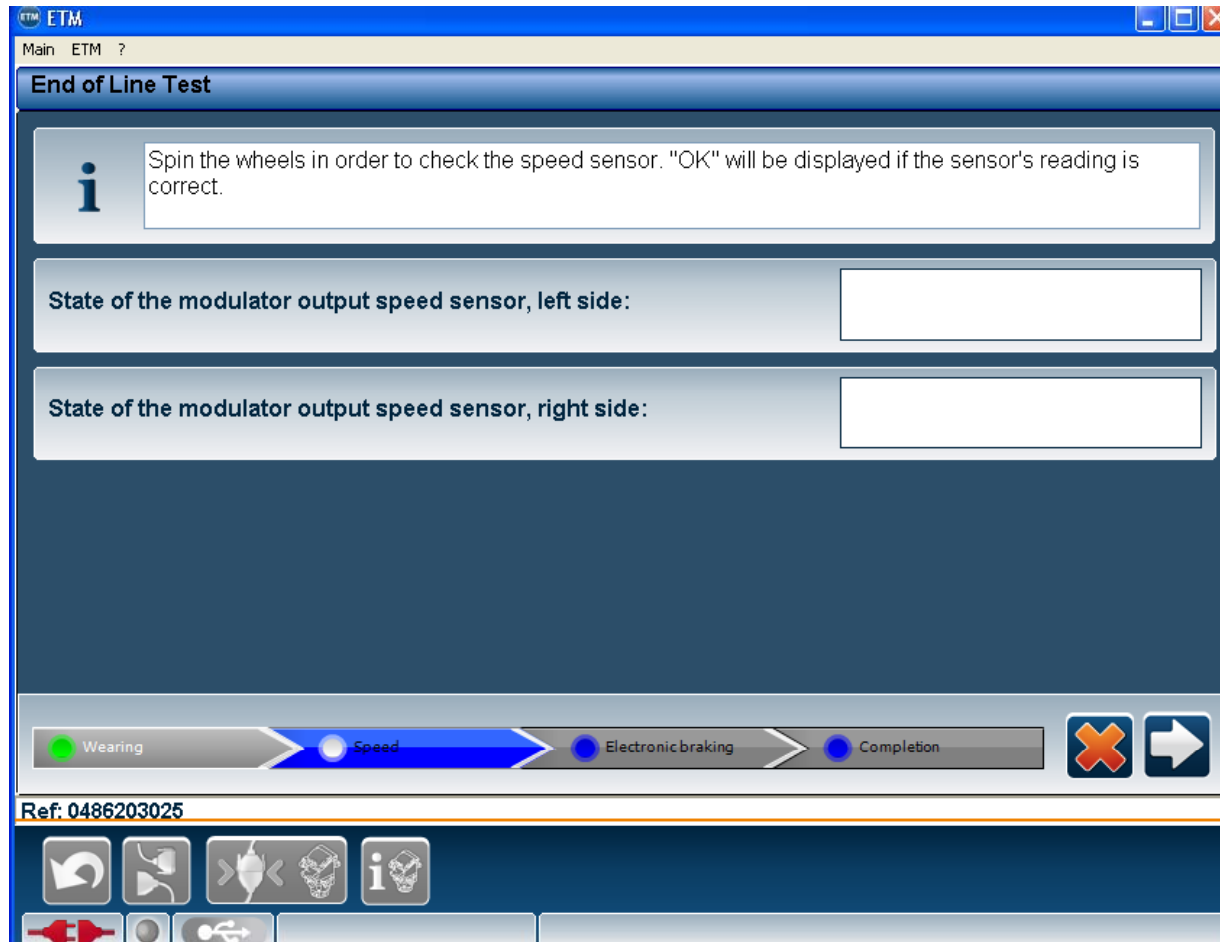 ETM ETM
Main ETM ?
End of Line Test
i Spin the wheels in order to check the speed sensor. "OK" will be displayed if the sensor's reading is
correct.
State of the modulator output speed sensor, left side:
State of the modulator output speed sensor, right side:
Wearing Speed Electronic braking Completion
Ref: 0486203025
i